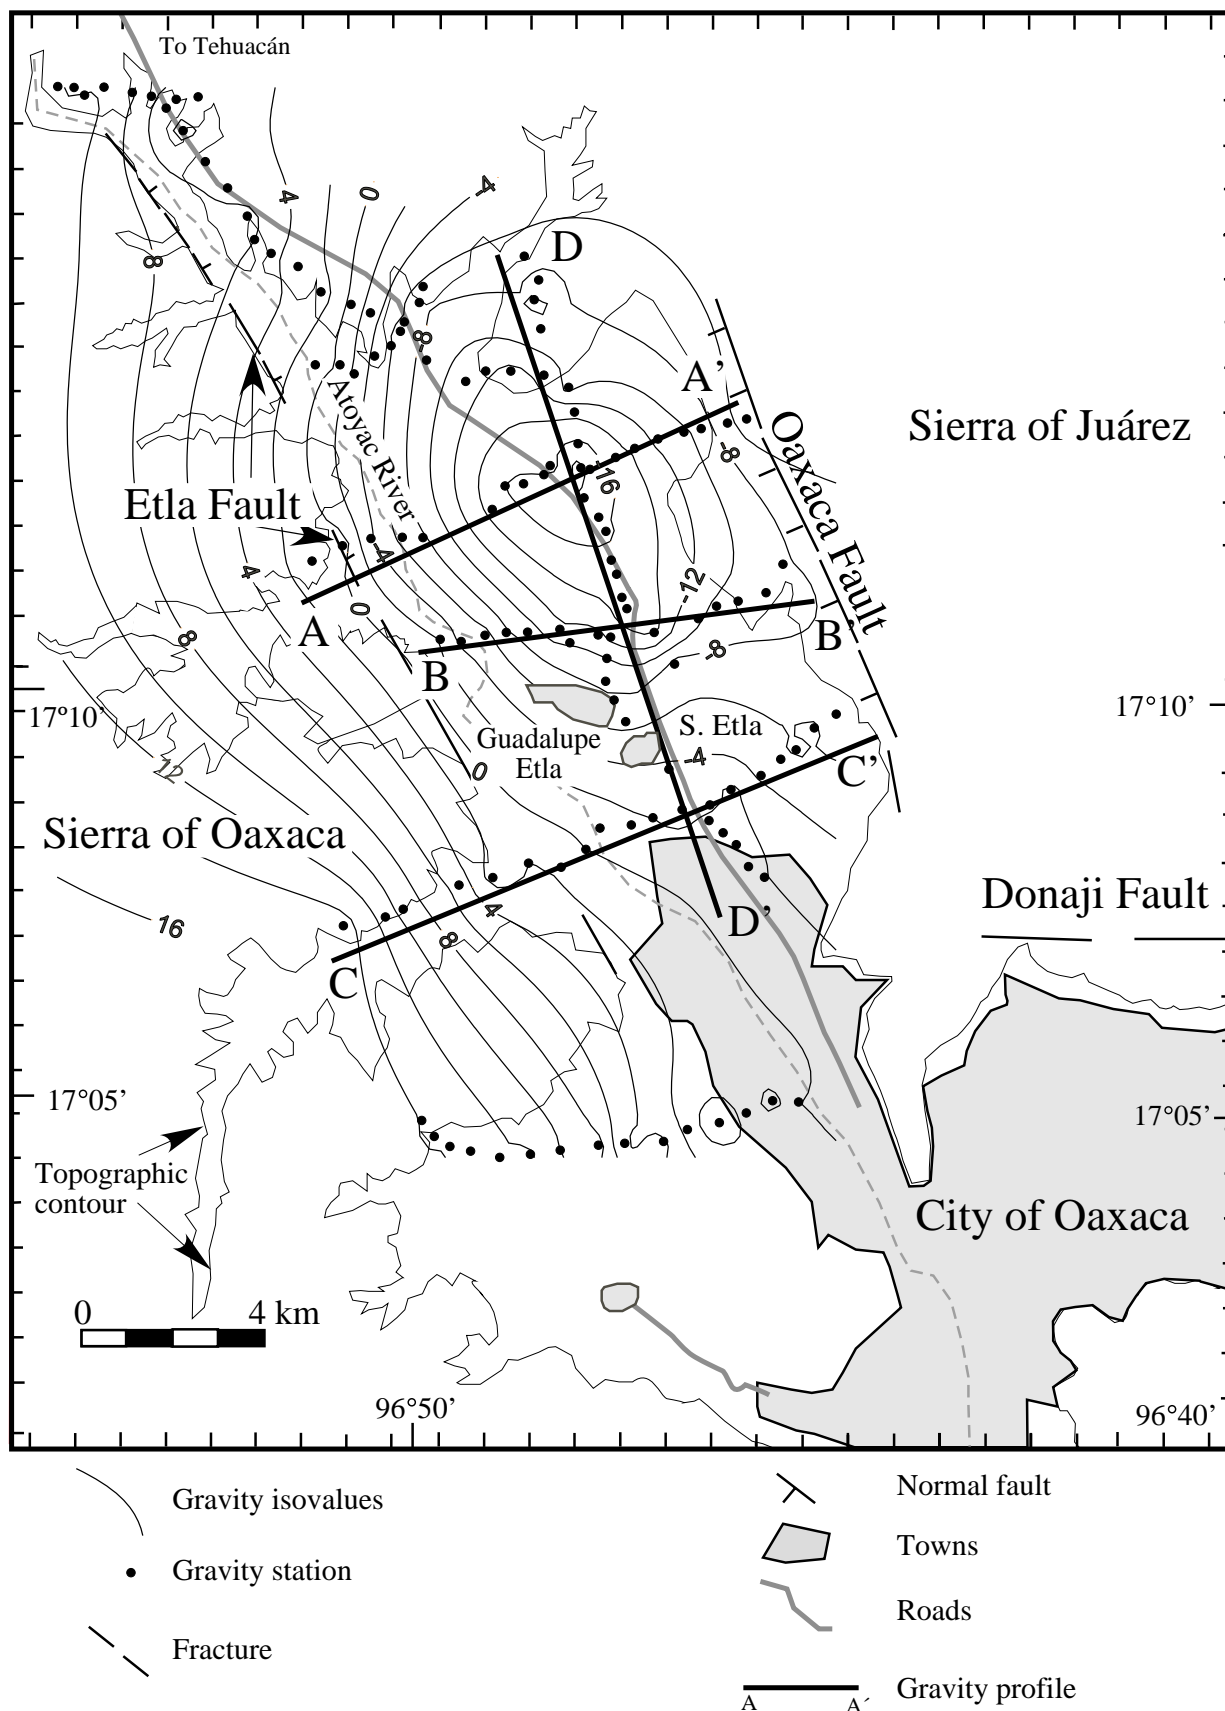 To Tehuacán
4
0
-4
8
D
-8
A’
Oaxaca Fault
Sierra of Juárez
-8
Atoyac River
-16
Etla Fault
-4
4
-12
0
A
8
B
B’
-8
17°10’
17°10’
S. Etla
Guadalupe
Etla
0
-4
C’
12
Sierra of Oaxaca
Donaji Fault
16
4
D’
8
C
17°05’
17°05’
Topographic
contour
City of Oaxaca
0
4 km
96°50’
96°40’
Gravity isovalues
Normal fault
Towns
Gravity station
Roads
Fracture
Gravity profile
A
A´